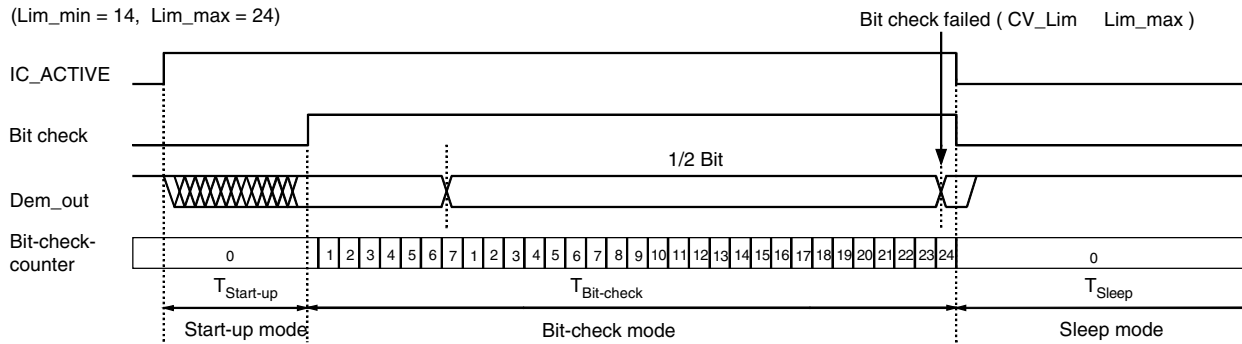 (Lim_min = 14, Lim_max = 24)
Bit check failed ( CV_Lim Lim_max )
IC_ACTIVE
Bit check
1/2 Bit
Dem_out
Bit-check-
counter
0 1 2 3 4 5 6 7 1 2 3 4 5 6 7 8 9 10 11 12 13 14 15 16 17 18 19 20 21 22 23 24 0
TStart-up TBit-check TSleep
Start-up mode Bit-check mode Sleep mode